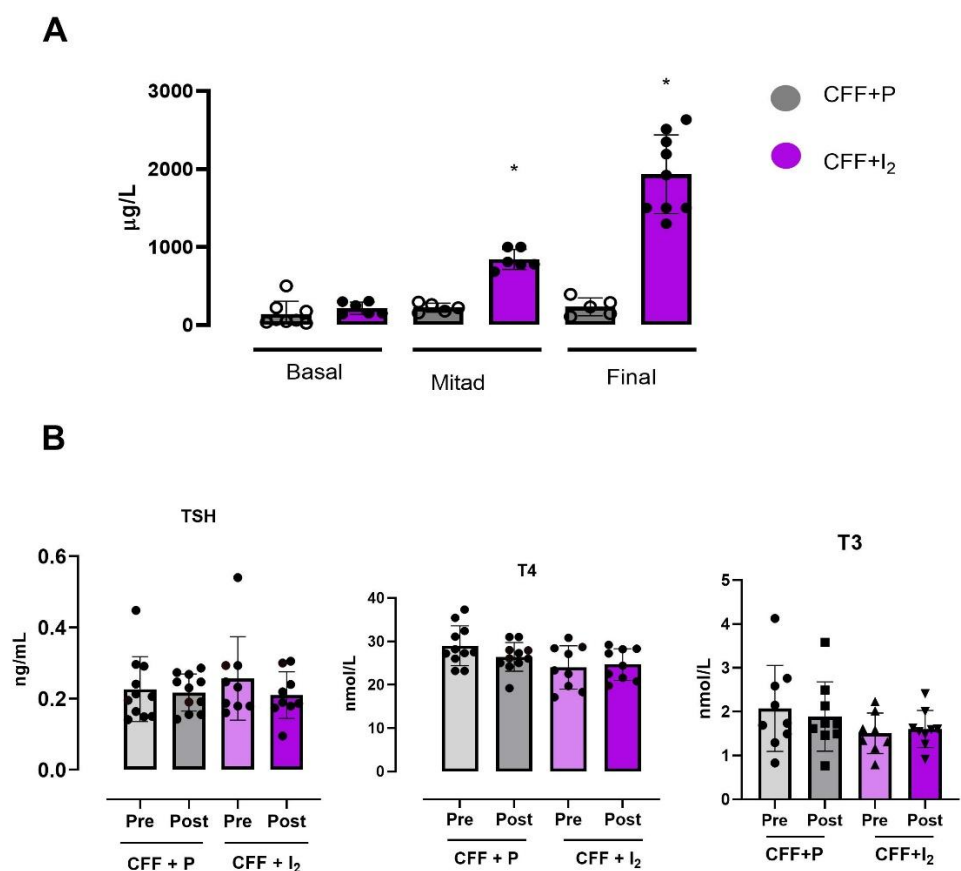 A
3000
2000
1000
0
µg/L
*
*
CFF+P
CFF+I₂
Basal
Mitad
Final
B
TSH
0.6
0.4
0.2
0.0
ng/mL
Pre Post Pre Post
CFF + P CFF + I₂
T4
40
30
20
10
0
nmol/L
Pre Post Pre Post
CFF + P CFF + I₂
T3
5
4
3
2
1
0
nmol/L
Pre Post Pre Post
CFF+P CFF+I₂